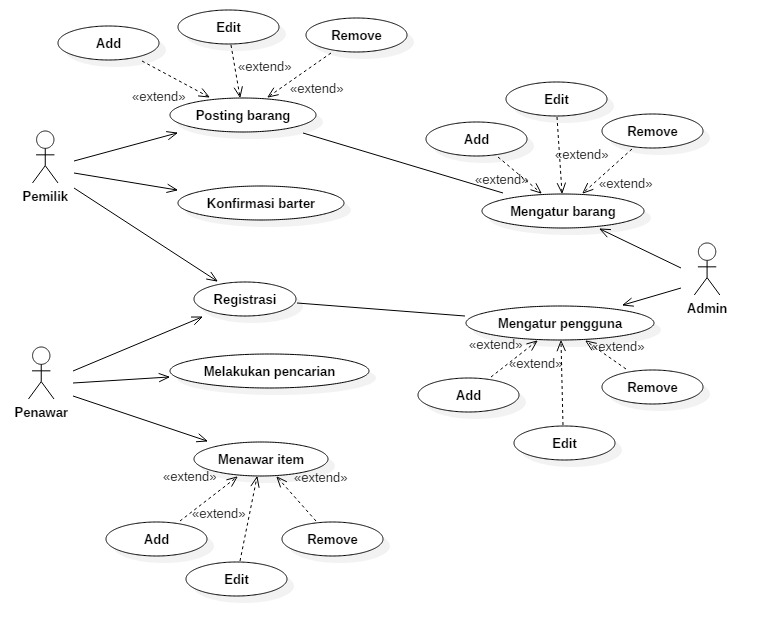 Edit
Add
Remove
«extend»
«extend»
«extend»
Posting barang
Edit
Add
Remove
«extend»
«extend»
«extend»
Mengatur barang
Pemilik
Konfirmasi barter
Registrasi
Admin
Mengatur pengguna
«extend»
«extend»
«extend»
Add
Remove
Edit
Melakukan pencarian
Penawar
Menawar item
«extend»
«extend»
«extend»
Add
Remove
Edit